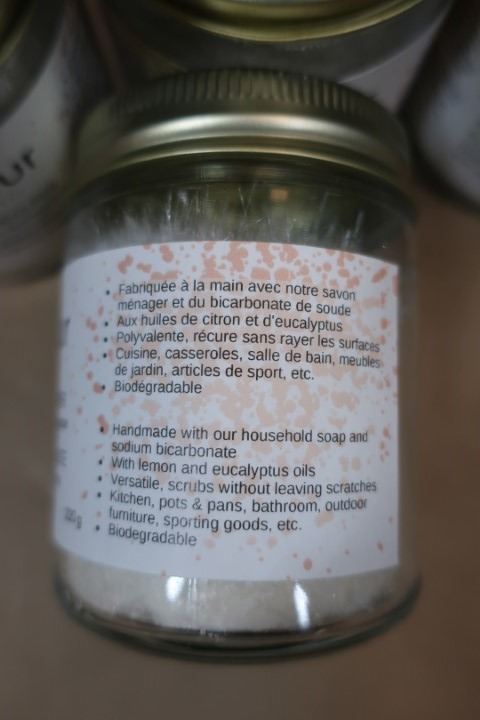 • Fabriquée à la main avec notre savon
ménager et du bicarbonate de soude
• Aux huiles de citron et d'eucalyptus
• Polyvalente, récure sans rayer les surfaces
• Cuisine, casseroles, salle de bain, meubles
de jardin, articles de sport, etc.
• Biodégradable
• Handmade with our household soap and
sodium bicarbonate
• With lemon and eucalyptus oils
• Versatile, scrubs without leaving scratches
• Kitchen, pots & pans, bathroom, outdoor
furniture, sporting goods, etc.
• Biodegradable